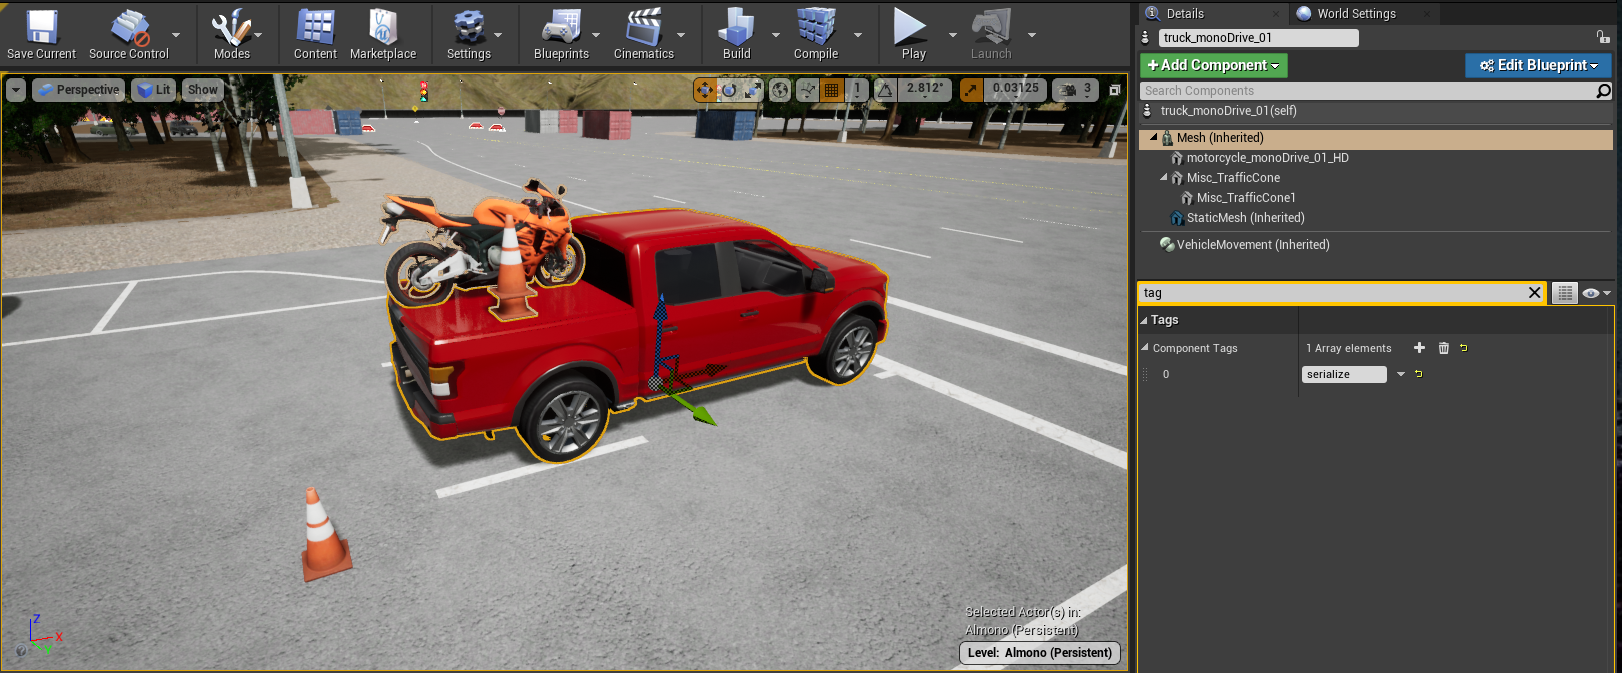 Save Current
Source Control
Modes
Content
Marketplace
Settings
Blueprints
Cinematics
Build
Compile
Play
Launch
Perspective
Lit
Show
1
2.812°
0.03125
3
Z
X
Selected Actor(s) in:
Almono (Persistent)
Level: Almono (Persistent)
Details
World Settings
truck_monoDrive_01
+Add Component
Edit Blueprint
Search Components
truck_monoDrive_01(self)
Mesh (Inherited)
motorcycle_monoDrive_01_HD
Misc_TrafficCone
Misc_TrafficCone1
StaticMesh (Inherited)
VehicleMovement (Inherited)
tag
Tags
Component Tags
1 Array elements
0
serialize